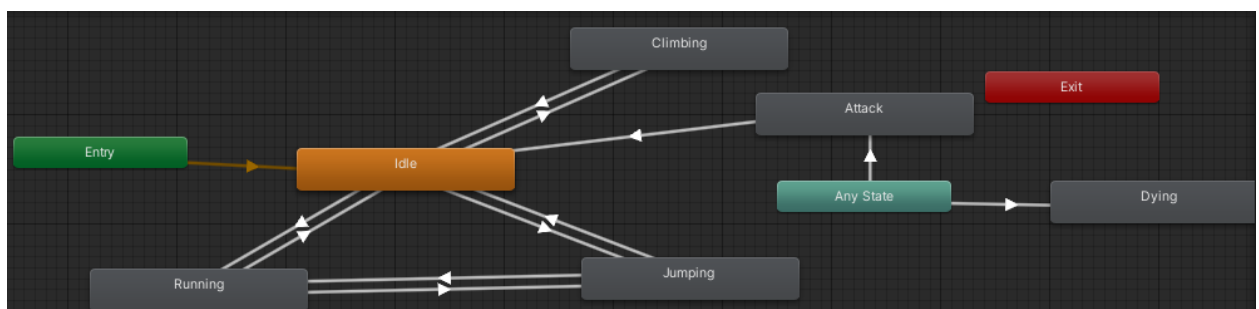 Climbing
Exit
Attack
Entry
Idle
Any State
Dying
Jumping
Running